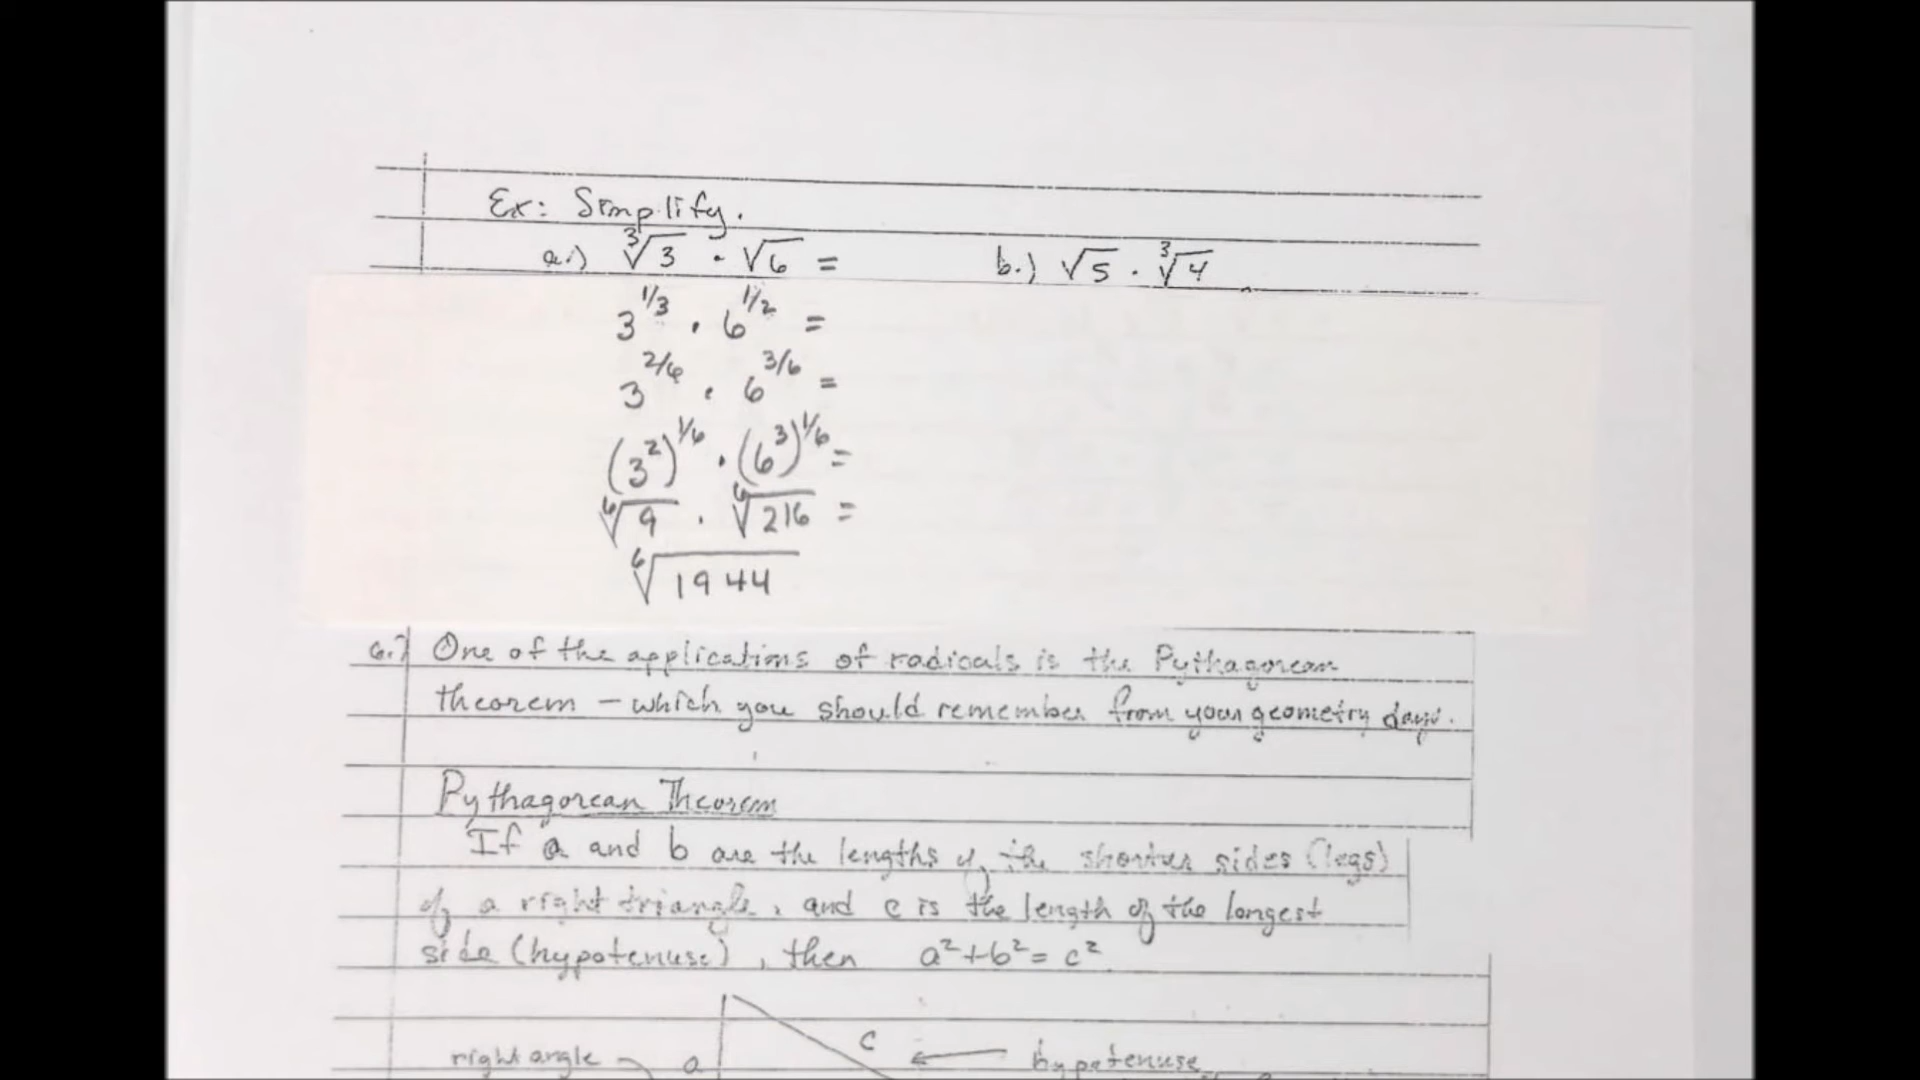 Ex: Simplify.
a.) ∛3 · √6 =
b.) √5 · ∛4
3^1/3 · 6^1/2 =
3^2/6 · 6^3/6 =
(3²)^1/6 · (6³)^1/6 =
⁶√9 · ⁶√216 =
⁶√1944
6.) One of the applications of radicals is the Pythagorean
theorem – which you should remember from your geometry days.
Pythagorean Theorem
If a and b are the lengths of the shorter sides (legs)
of a right triangle, and c is the length of the longest
side (hypotenuse), then a²+b²=c²
c
right angle a ← hypotenuse